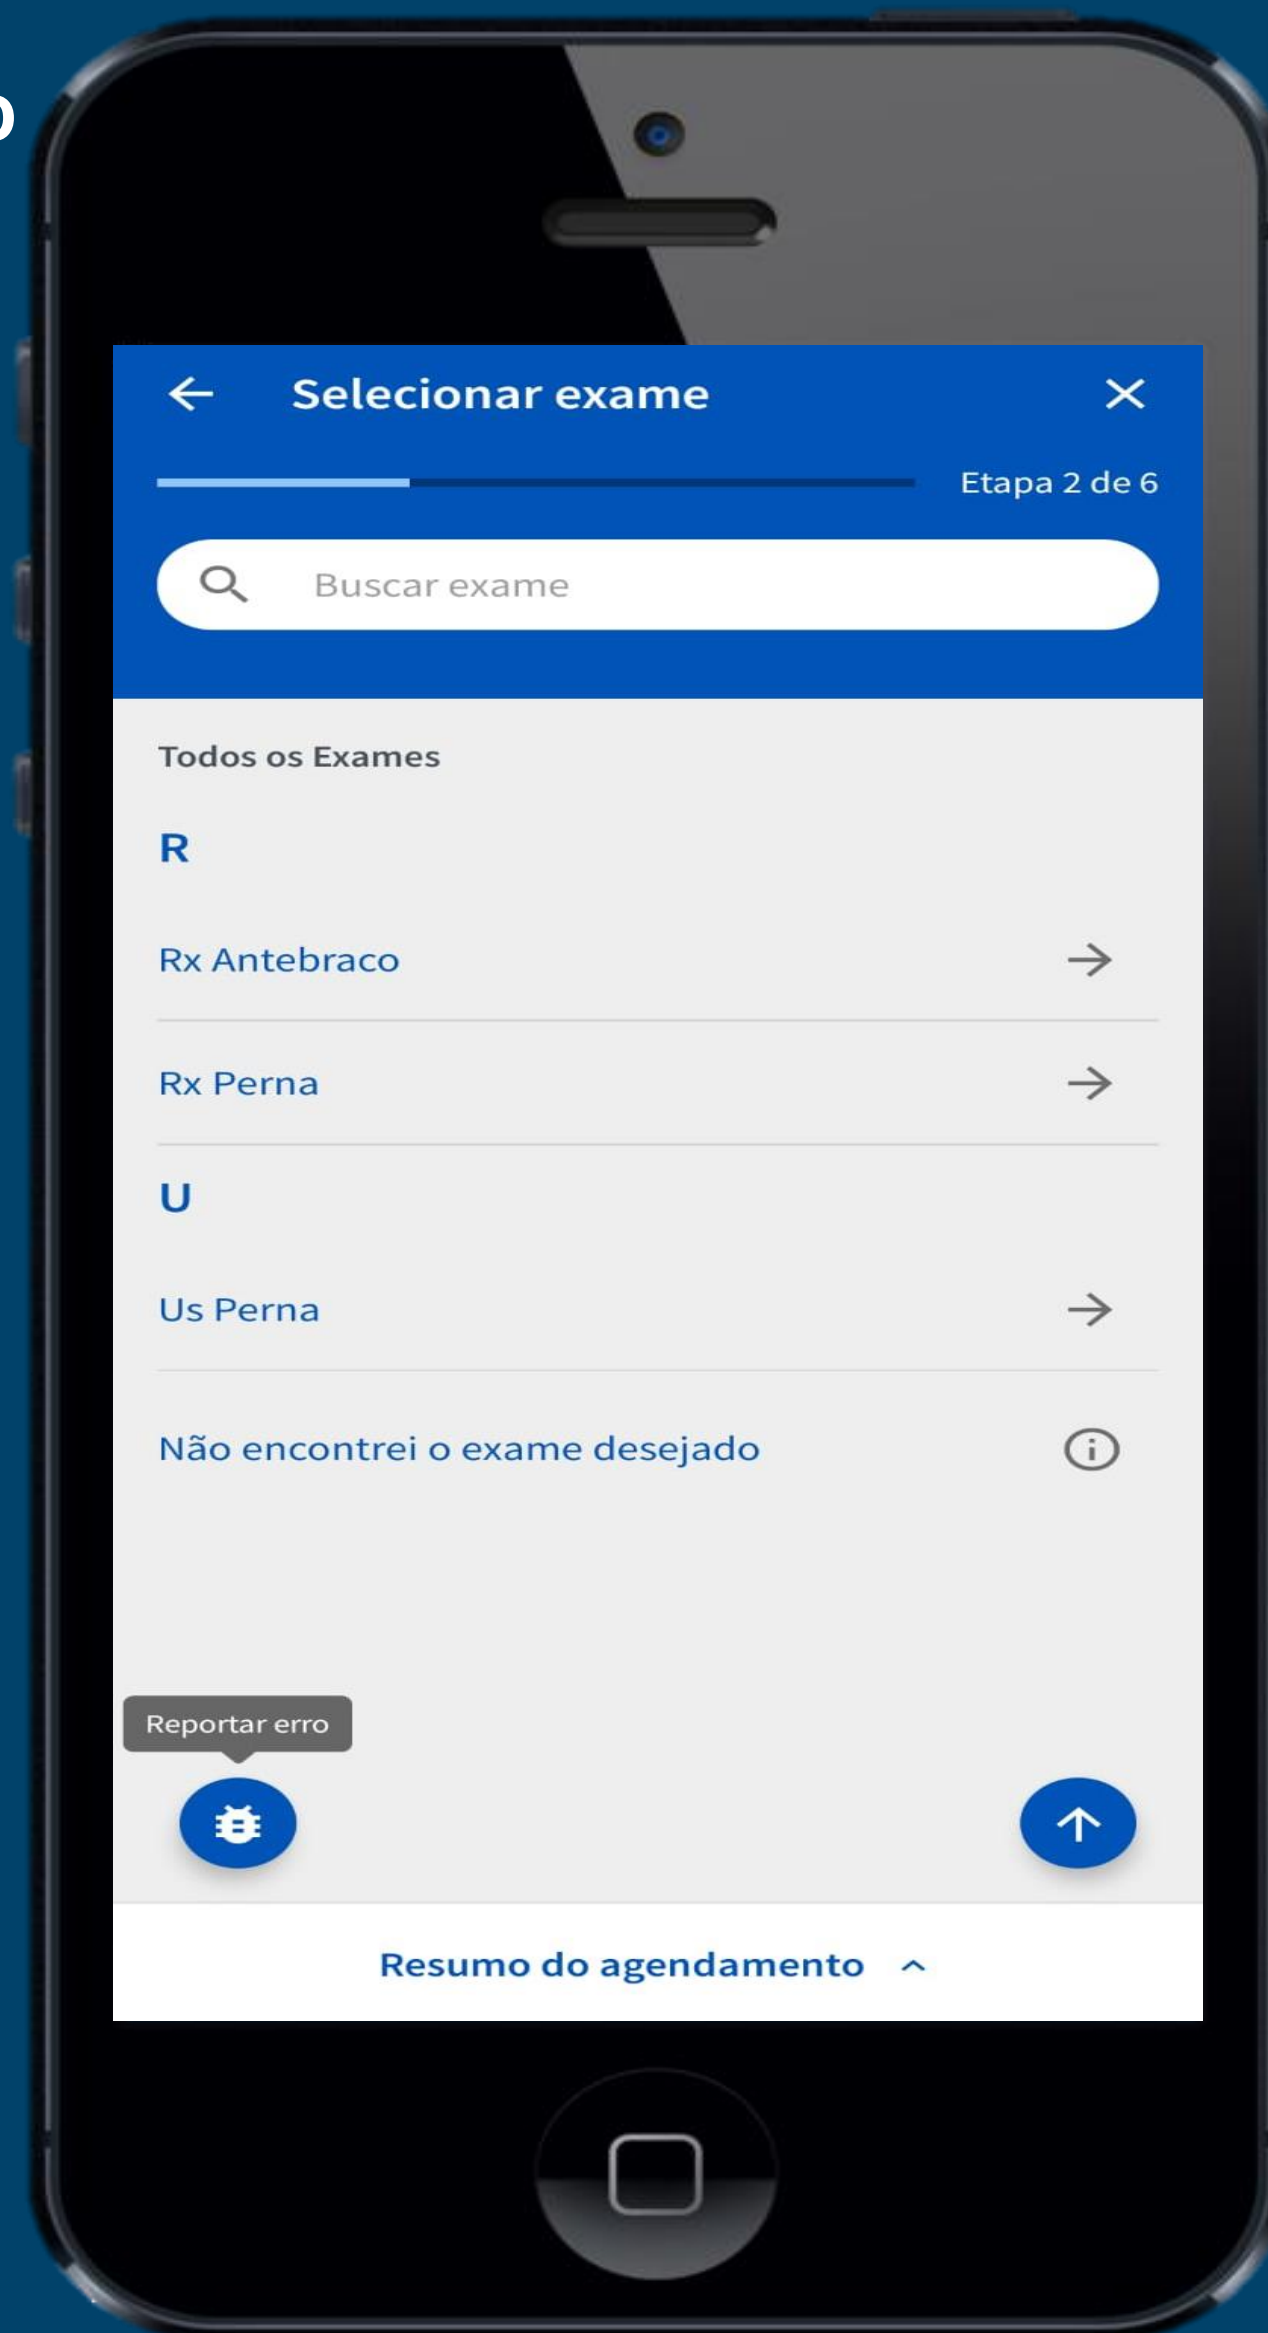 Selecionar exame
Etapa 2 de 6
Buscar exame
Todos os Exames
R
Rx Antebraco
Rx Perna
U
Us Perna
Não encontrei o exame desejado
Reportar erro
Resumo do agendamento